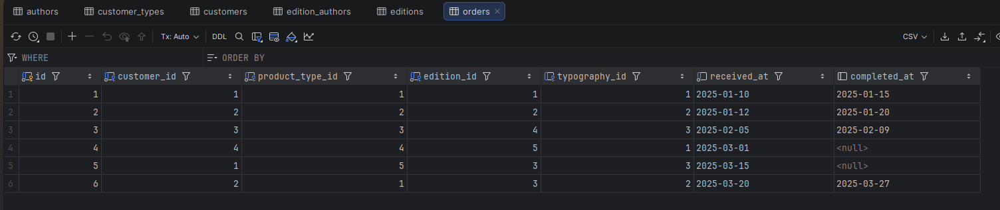 authors customer_types customers edition_authors editions orders
Tx: Auto DDL CSV
WHERE ORDER BY
id customer_id product_type_id edition_id typography_id received_at completed_at
1 1 1 1 1 1 2025-01-10 2025-01-15
2 2 2 2 2 2 2025-01-12 2025-01-20
3 3 3 3 4 3 2025-02-05 2025-02-09
4 4 4 4 5 1 2025-03-01 <null>
5 5 1 5 3 3 2025-03-15 <null>
6 6 2 1 3 2 2025-03-20 2025-03-27